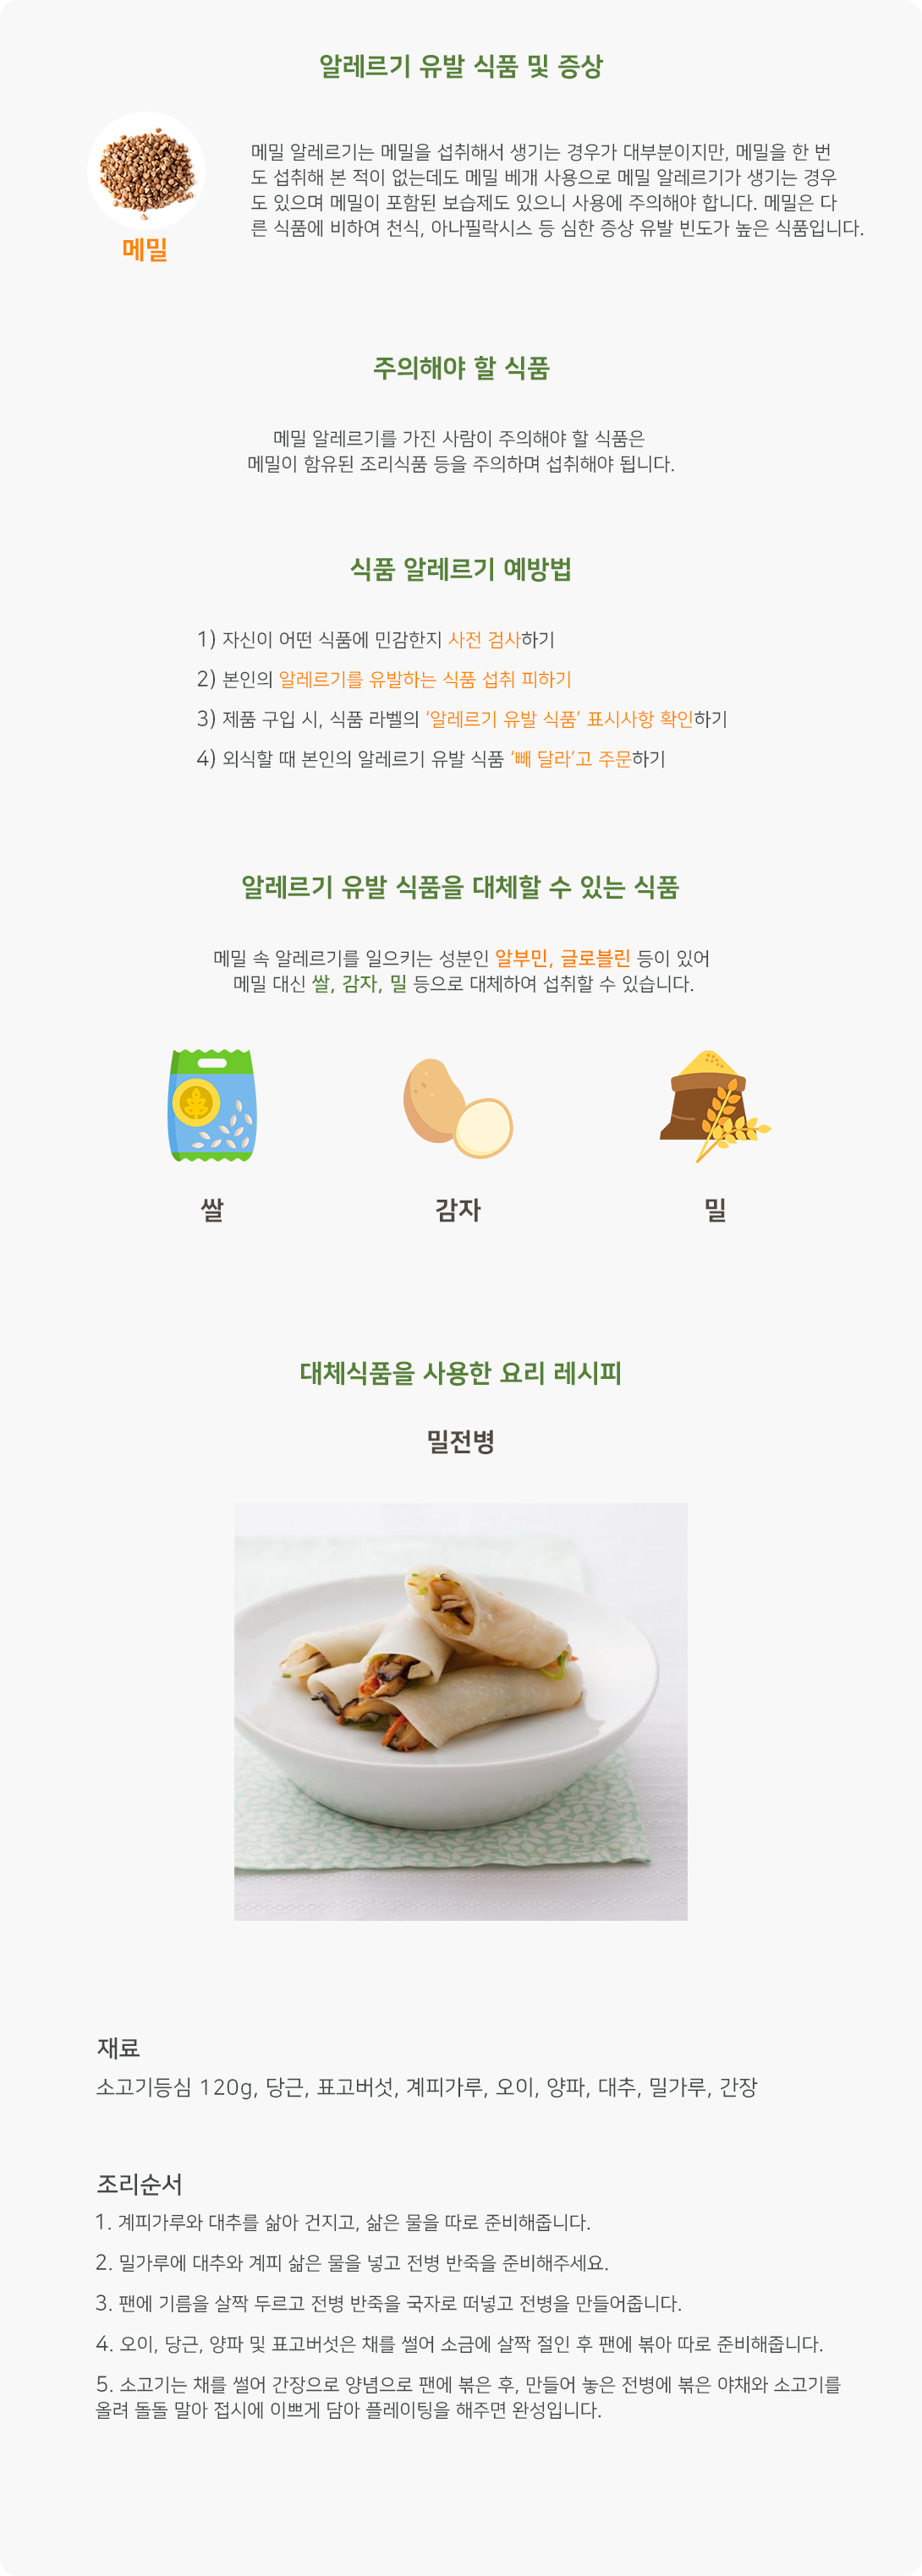 알레르기 유발 식품 및 증상
메밀 알레르기는 메밀을 섭취해서 생기는 경우가 대부분이지만, 메밀을 한 번
도 섭취해 본 적이 없는데도 메밀 베개 사용으로 메밀 알레르기가 생기는 경우
도 있으며 메밀이 포함된 보습제도 있으니 사용에 주의해야 합니다. 메밀은 다
른 식품에 비하여 천식, 아나필락시스 등 심한 증상 유발 빈도가 높은 식품입니다.
메밀
주의해야 할 식품
메밀 알레르기를 가진 사람이 주의해야 할 식품은
메밀이 함유된 조리식품 등을 주의하며 섭취해야 됩니다.
식품 알레르기 예방법
1) 자신이 어떤 식품에 민감한지 사전 검사하기
2) 본인의 알레르기를 유발하는 식품 섭취 피하기
3) 제품 구입 시, 식품 라벨의 ‘알레르기 유발 식품’ 표시사항 확인하기
4) 외식할 때 본인의 알레르기 유발 식품 ‘빼 달라’고 주문하기
알레르기 유발 식품을 대체할 수 있는 식품
메밀 속 알레르기를 일으키는 성분인 알부민, 글로블린 등이 있어
메밀 대신 쌀, 감자, 밀 등으로 대체하여 섭취할 수 있습니다.
쌀 감자 밀
대체식품을 사용한 요리 레시피
밀전병
재료
소고기등심 120g, 당근, 표고버섯, 계피가루, 오이, 양파, 대추, 밀가루, 간장
조리순서
1. 계피가루와 대추를 삶아 건지고, 삶은 물을 따로 준비해줍니다.
2. 밀가루에 대추와 계피 삶은 물을 넣고 전병 반죽을 준비해주세요.
3. 팬에 기름을 살짝 두르고 전병 반죽을 국자로 떠넣고 전병을 만들어줍니다.
4. 오이, 당근, 양파 및 표고버섯은 채를 썰어 소금에 살짝 절인 후 팬에 볶아 따로 준비해줍니다.
5. 소고기는 채를 썰어 간장으로 양념으로 팬에 볶은 후, 만들어 놓은 전병에 볶은 야채와 소고기를
올려 돌돌 말아 접시에 이쁘게 담아 플레이팅을 해주면 완성입니다.